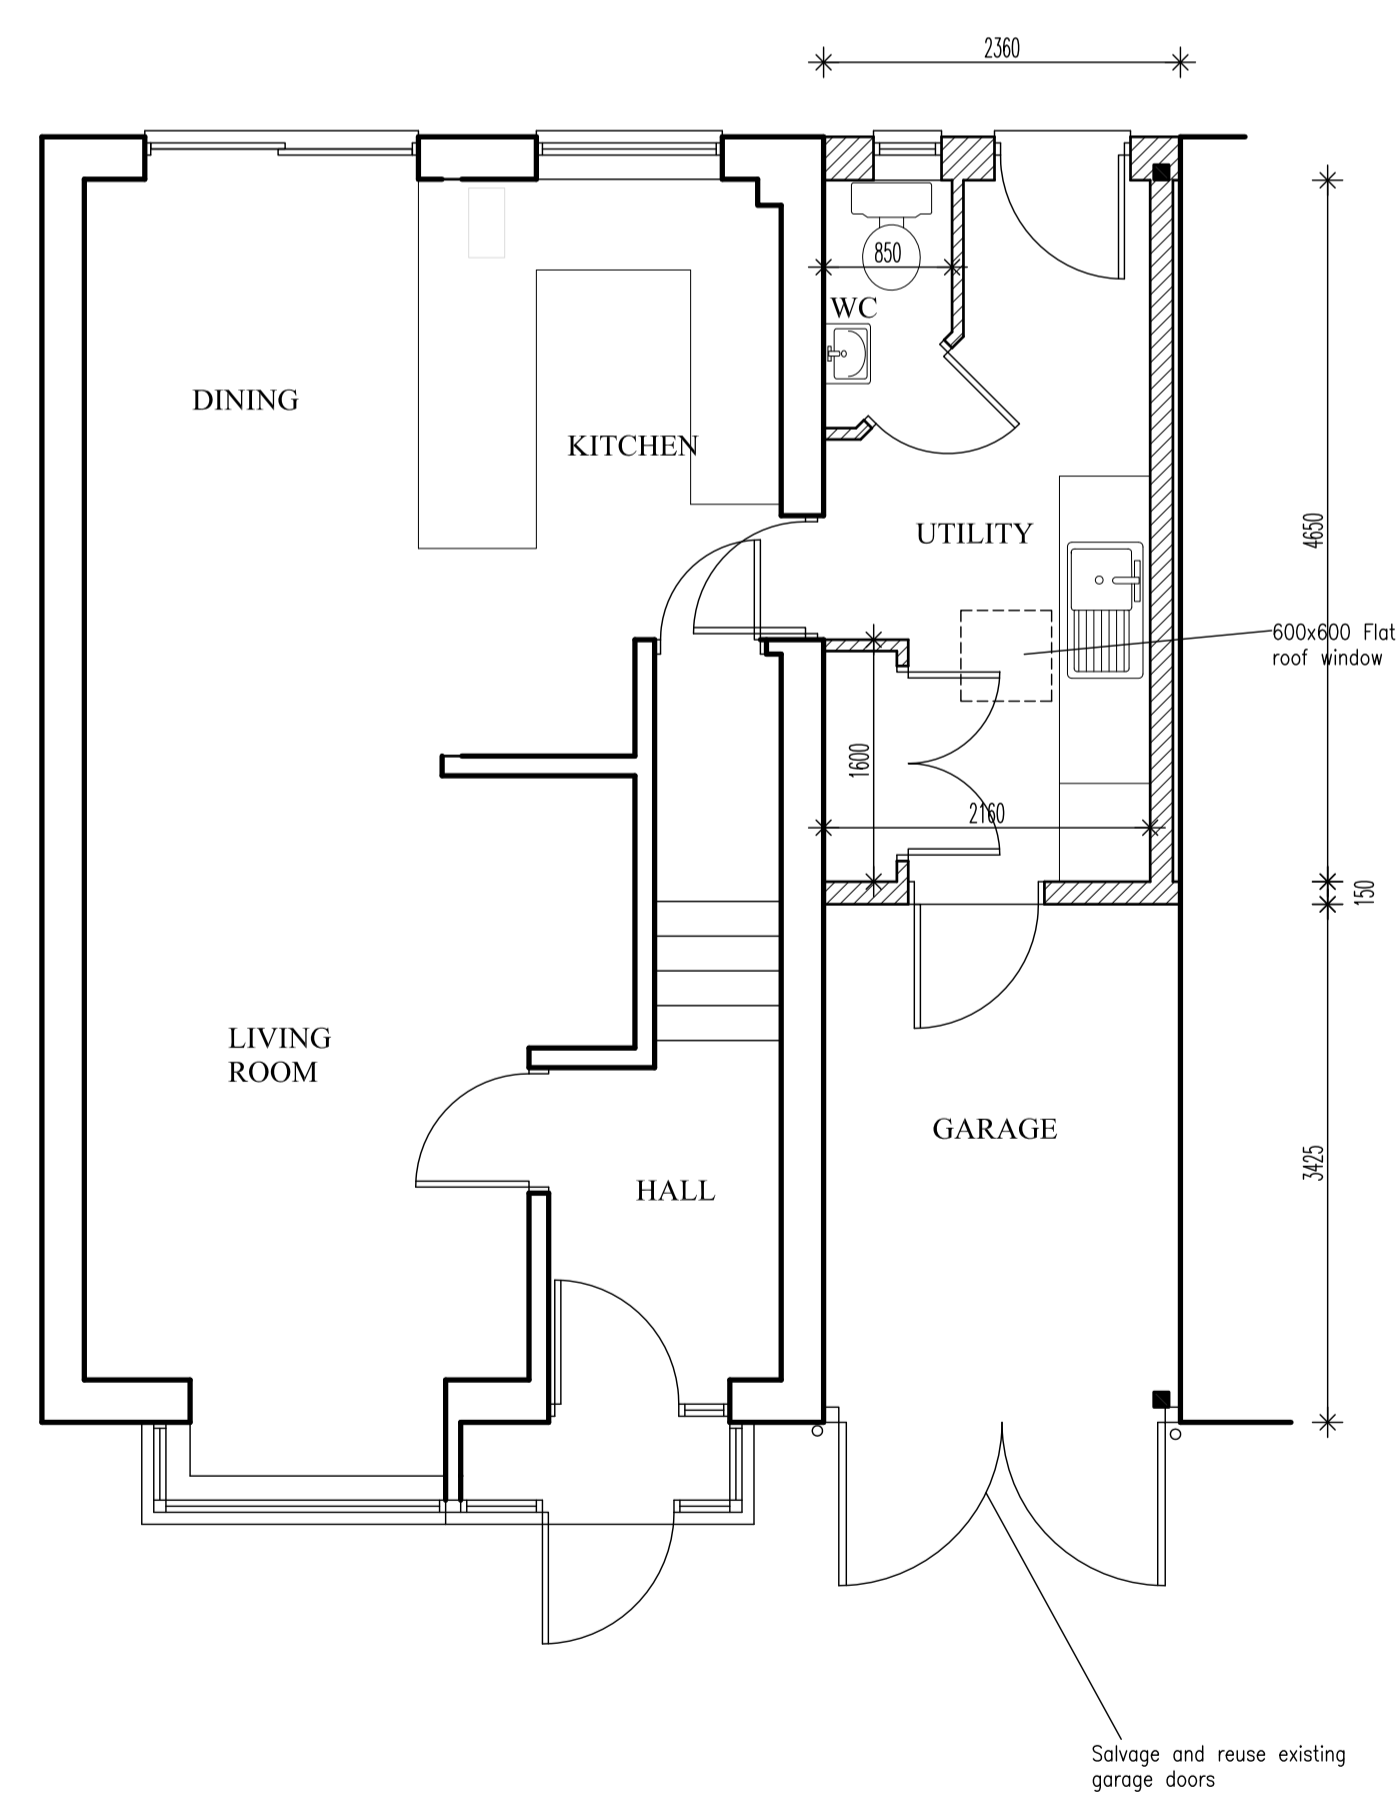 2360
850
WC
DINING
KITCHEN
UTILITY
4650
600x600 Flat
roof window
1600
2160
150
LIVING
ROOM
GARAGE
3425
HALL
Salvage and reuse existing
garage doors